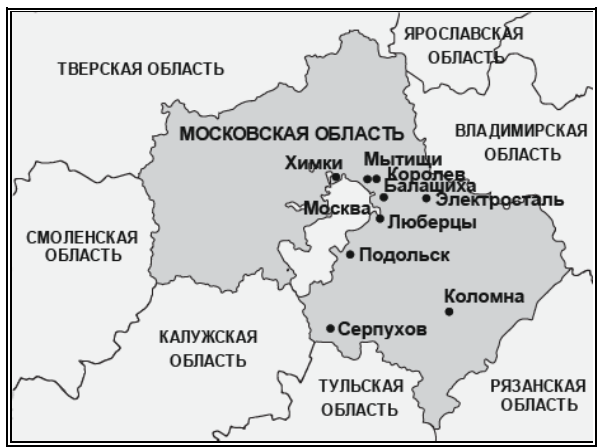 ЯРОСЛАВСКАЯ
ОБЛАСТЬ
ТВЕРСКАЯ ОБЛАСТЬ
МОСКОВСКАЯ ОБЛАСТЬ
ВЛАДИМИРСКАЯ
ОБЛАСТЬ
Химки
Мытищи
Королев
Балашиха
Электросталь
Москва
Люберцы
СМОЛЕНСКАЯ
ОБЛАСТЬ
Подольск
Коломна
Серпухов
КАЛУЖСКАЯ
ОБЛАСТЬ
ТУЛЬСКАЯ
ОБЛАСТЬ
РЯЗАНСКАЯ
ОБЛАСТЬ